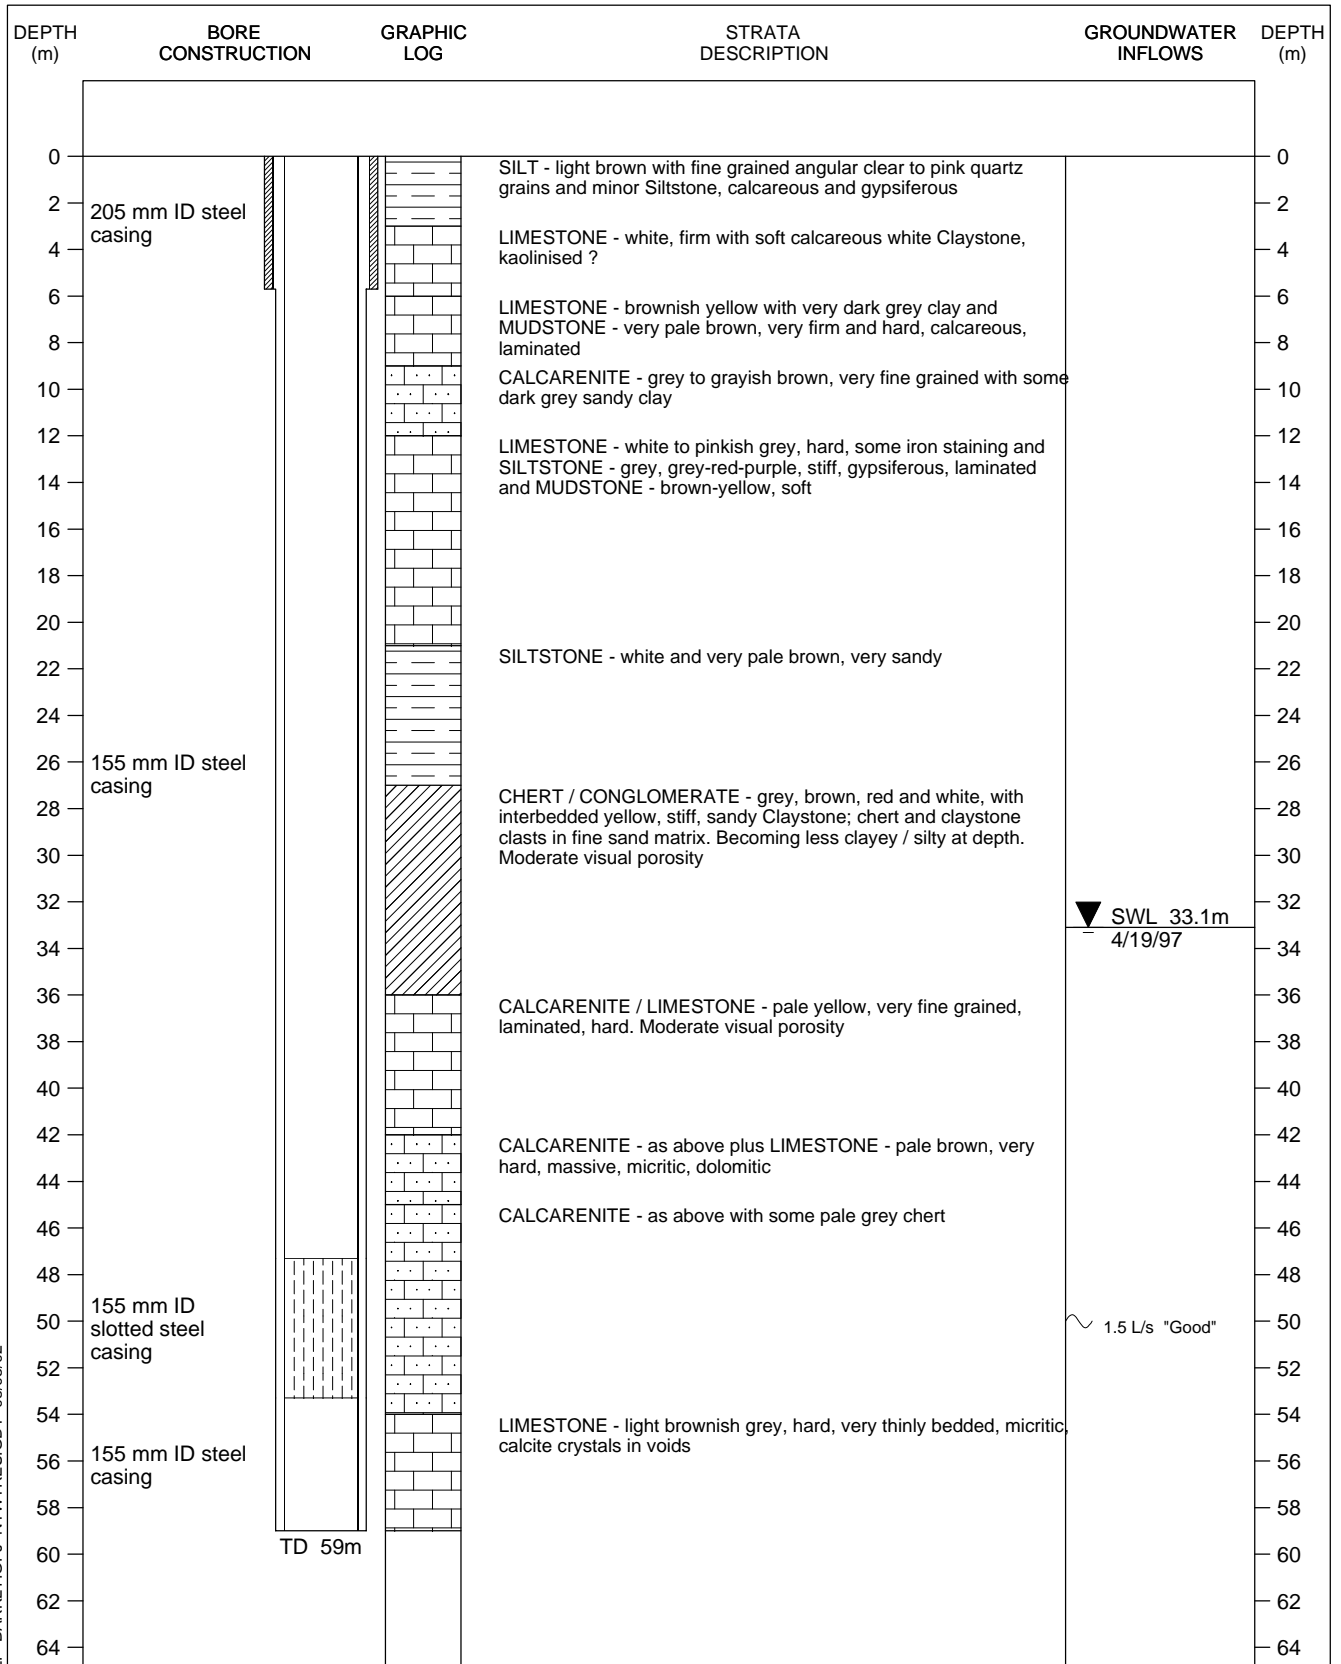 DEPTH
(m)
BORE
CONSTRUCTION
GRAPHIC
LOG
STRATA
DESCRIPTION
GROUNDWATER
INFLOWS
DEPTH
(m)
0
2
4
6
8
10
12
14
16
18
20
22
24
26
28
30
32
34
36
38
40
42
44
46
48
50
52
54
56
58
60
62
64
205 mm ID steel
casing
155 mm ID steel
casing
155 mm ID
slotted steel
casing
155 mm ID steel
casing
TD 59m
SILT - light brown with fine grained angular clear to pink quartz
grains and minor Siltstone, calcareous and gypsiferous
LIMESTONE - white, firm with soft calcareous white Claystone,
kaolinised ?
LIMESTONE - brownish yellow with very dark grey clay and
MUDSTONE - very pale brown, very firm and hard, calcareous,
laminated
CALCARENITE - grey to grayish brown, very fine grained with some
dark grey sandy clay
LIMESTONE - white to pinkish grey, hard, some iron staining and
SILTSTONE - grey, grey-red-purple, stiff, gypsiferous, laminated
and MUDSTONE - brown-yellow, soft
SILTSTONE - white and very pale brown, very sandy
CHERT / CONGLOMERATE - grey, brown, red and white, with
interbedded yellow, stiff, sandy Claystone; chert and claystone
clasts in fine sand matrix. Becoming less clayey / silty at depth.
Moderate visual porosity
CALCARENITE / LIMESTONE - pale yellow, very fine grained,
laminated, hard. Moderate visual porosity
CALCARENITE - as above plus LIMESTONE - pale brown, very
hard, massive, micritic, dolomitic
CALCARENITE - as above with some pale grey chert
LIMESTONE - light brownish grey, hard, very thinly bedded, micritic,
calcite crystals in voids
SWL 33.1m
4/19/97
1.5 L/s "Good"
0
2
4
6
8
10
12
14
16
18
20
22
24
26
28
30
32
34
36
38
40
42
44
46
48
50
52
54
56
58
60
62
64